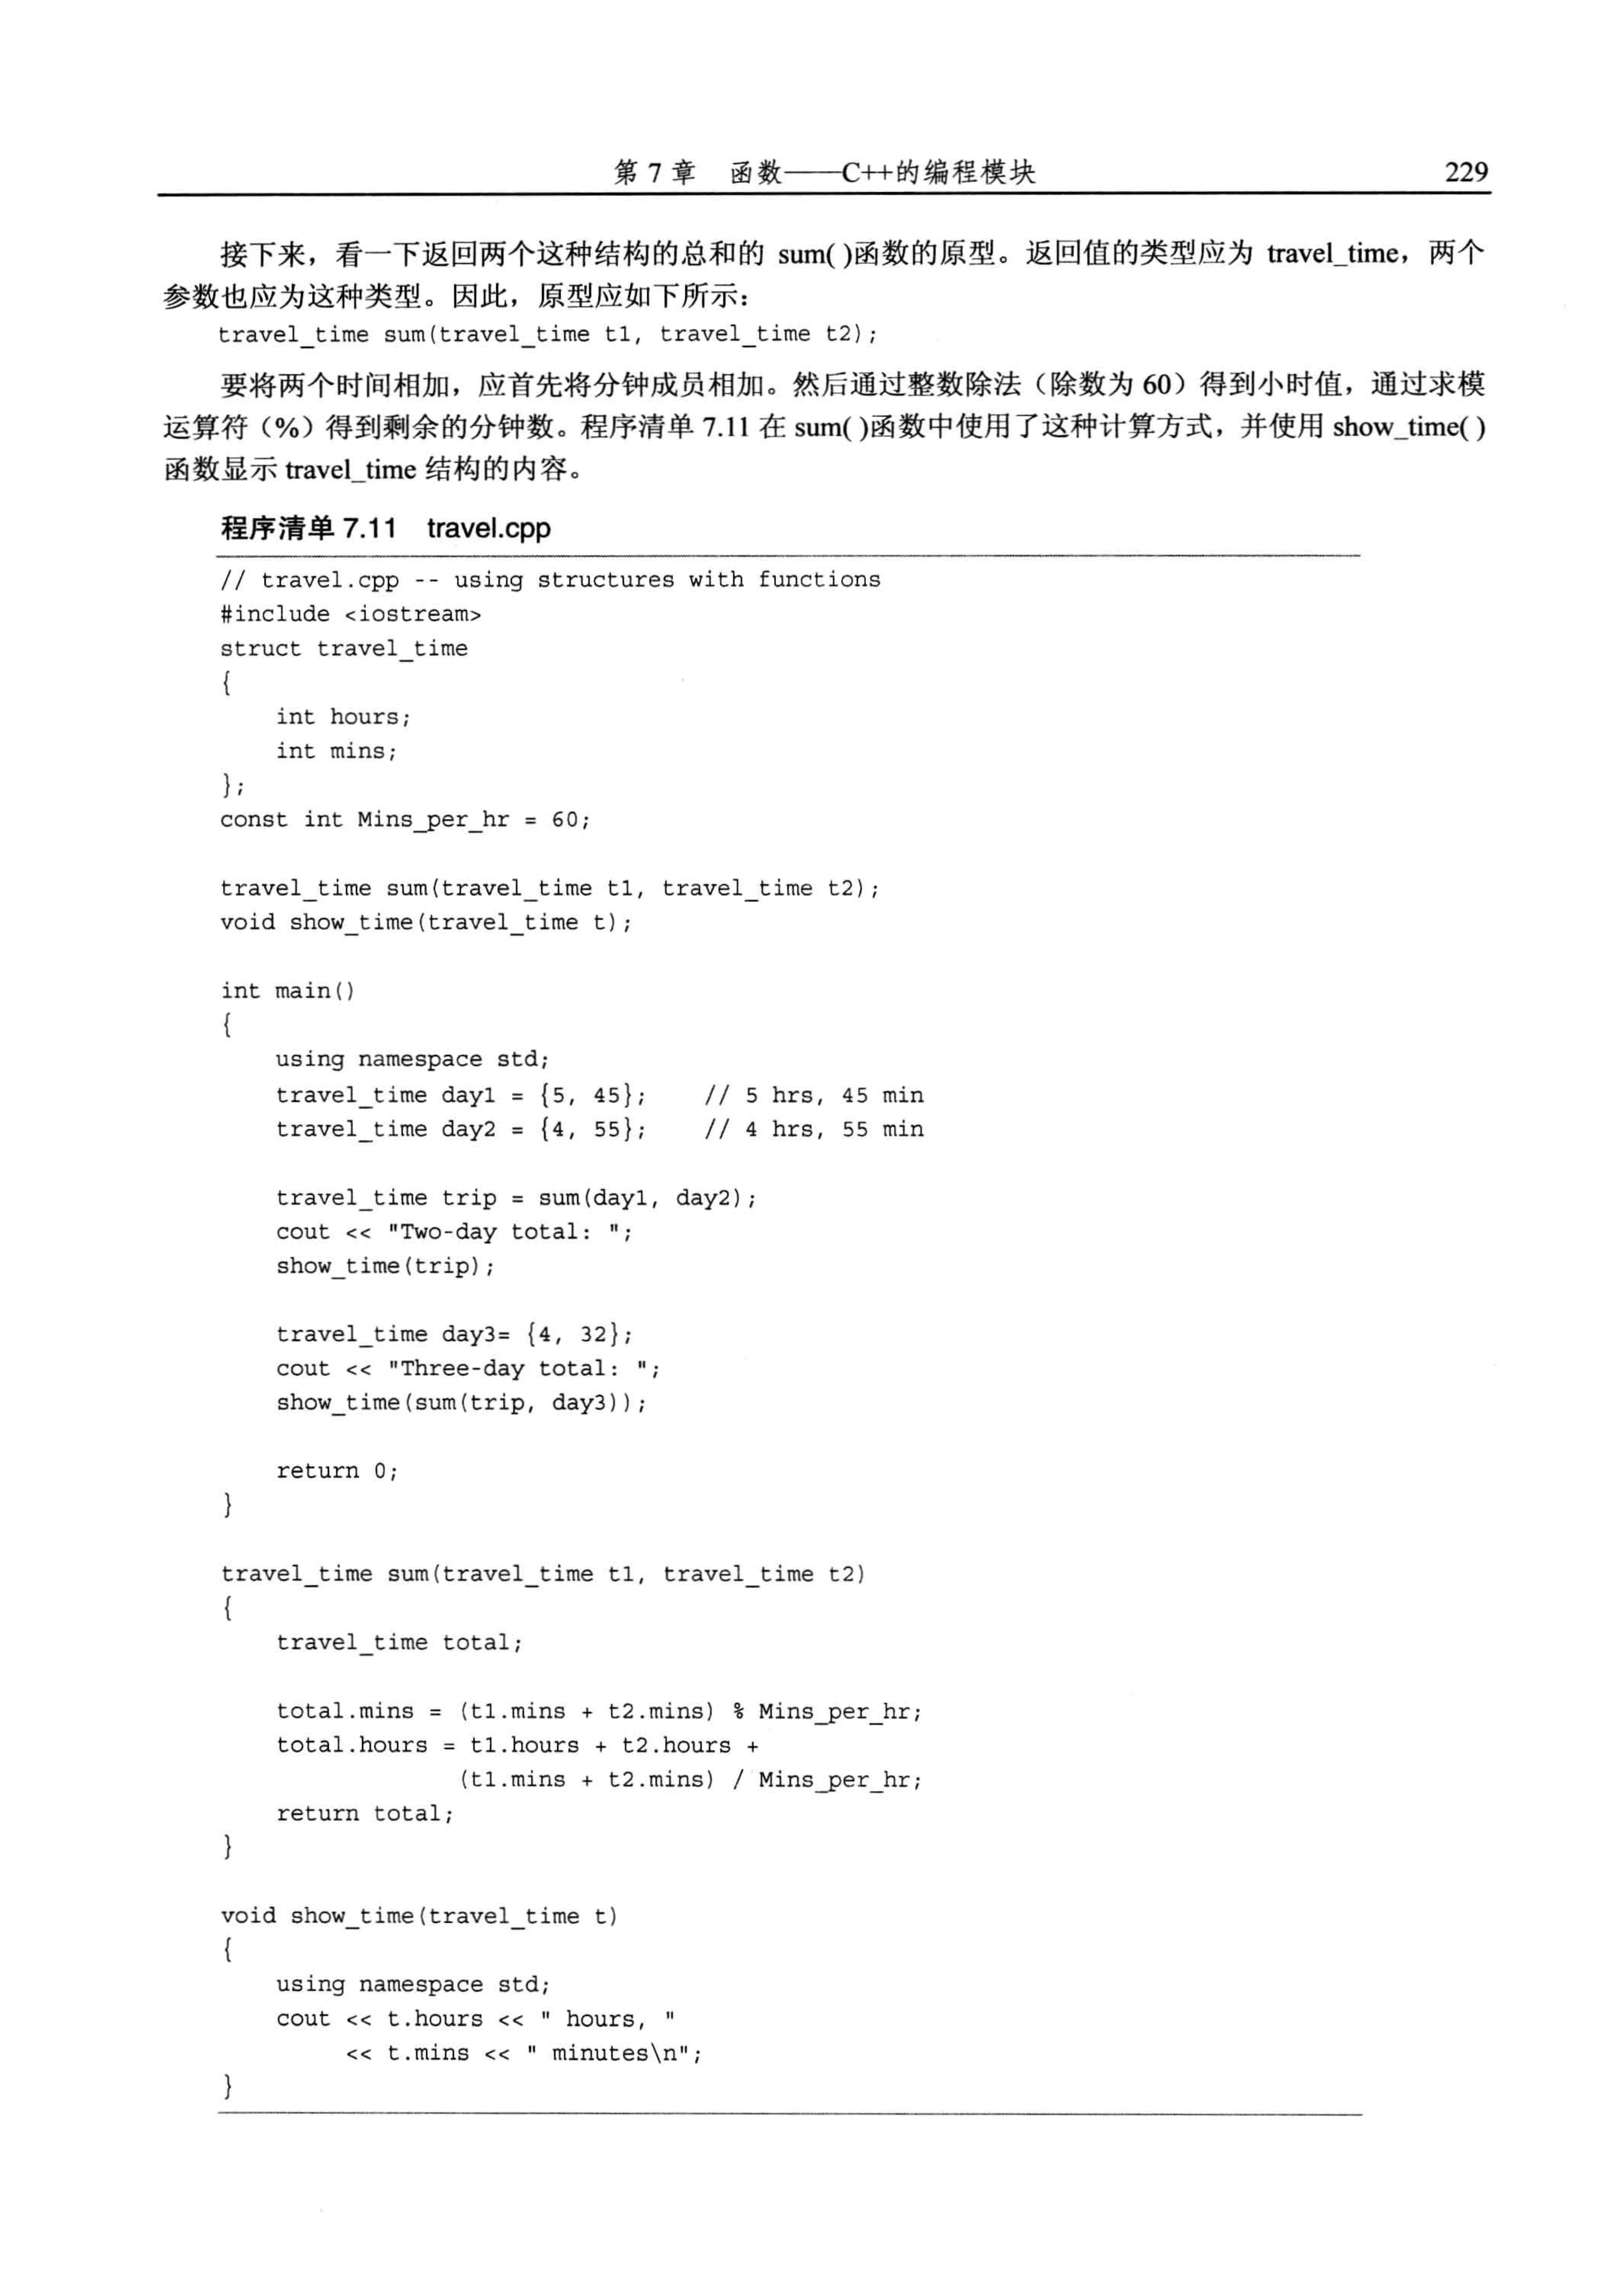 第 7 章 函数——C++的编程模块 229
接下来，看一下返回两个这种结构的总和的 sum( )函数的原型。返回值的类型应为 travel_time，两个
参数也应为这种类型。因此，原型应如下所示：
travel_time sum(travel_time t1, travel_time t2);
要将两个时间相加，应首先将分钟成员相加。然后通过整数除法（除数为 60）得到小时值，通过求模
运算符（%）得到剩余的分钟数。程序清单 7.11 在 sum( )函数中使用了这种计算方式，并使用 show_time( )
函数显示 travel_time 结构的内容。
程序清单 7.11 travel.cpp
// travel.cpp -- using structures with functions
#include <iostream>
struct travel_time
{
    int hours;
    int mins;
};
const int Mins_per_hr = 60;
travel_time sum(travel_time t1, travel_time t2);
void show_time(travel_time t);
int main()
{
    using namespace std;
    travel_time day1 = {5, 45};    // 5 hrs, 45 min
    travel_time day2 = {4, 55};    // 4 hrs, 55 min
    travel_time trip = sum(day1, day2);
    cout << "Two-day total: ";
    show_time(trip);
    travel_time day3= {4, 32};
    cout << "Three-day total: ";
    show_time(sum(trip, day3));
    return 0;
}
travel_time sum(travel_time t1, travel_time t2)
{
    travel_time total;
    total.mins = (t1.mins + t2.mins) % Mins_per_hr;
    total.hours = t1.hours + t2.hours +
                 (t1.mins + t2.mins) / Mins_per_hr;
    return total;
}
void show_time(travel_time t)
{
    using namespace std;
    cout << t.hours << " hours, "
         << t.mins << " minutes\n";
}